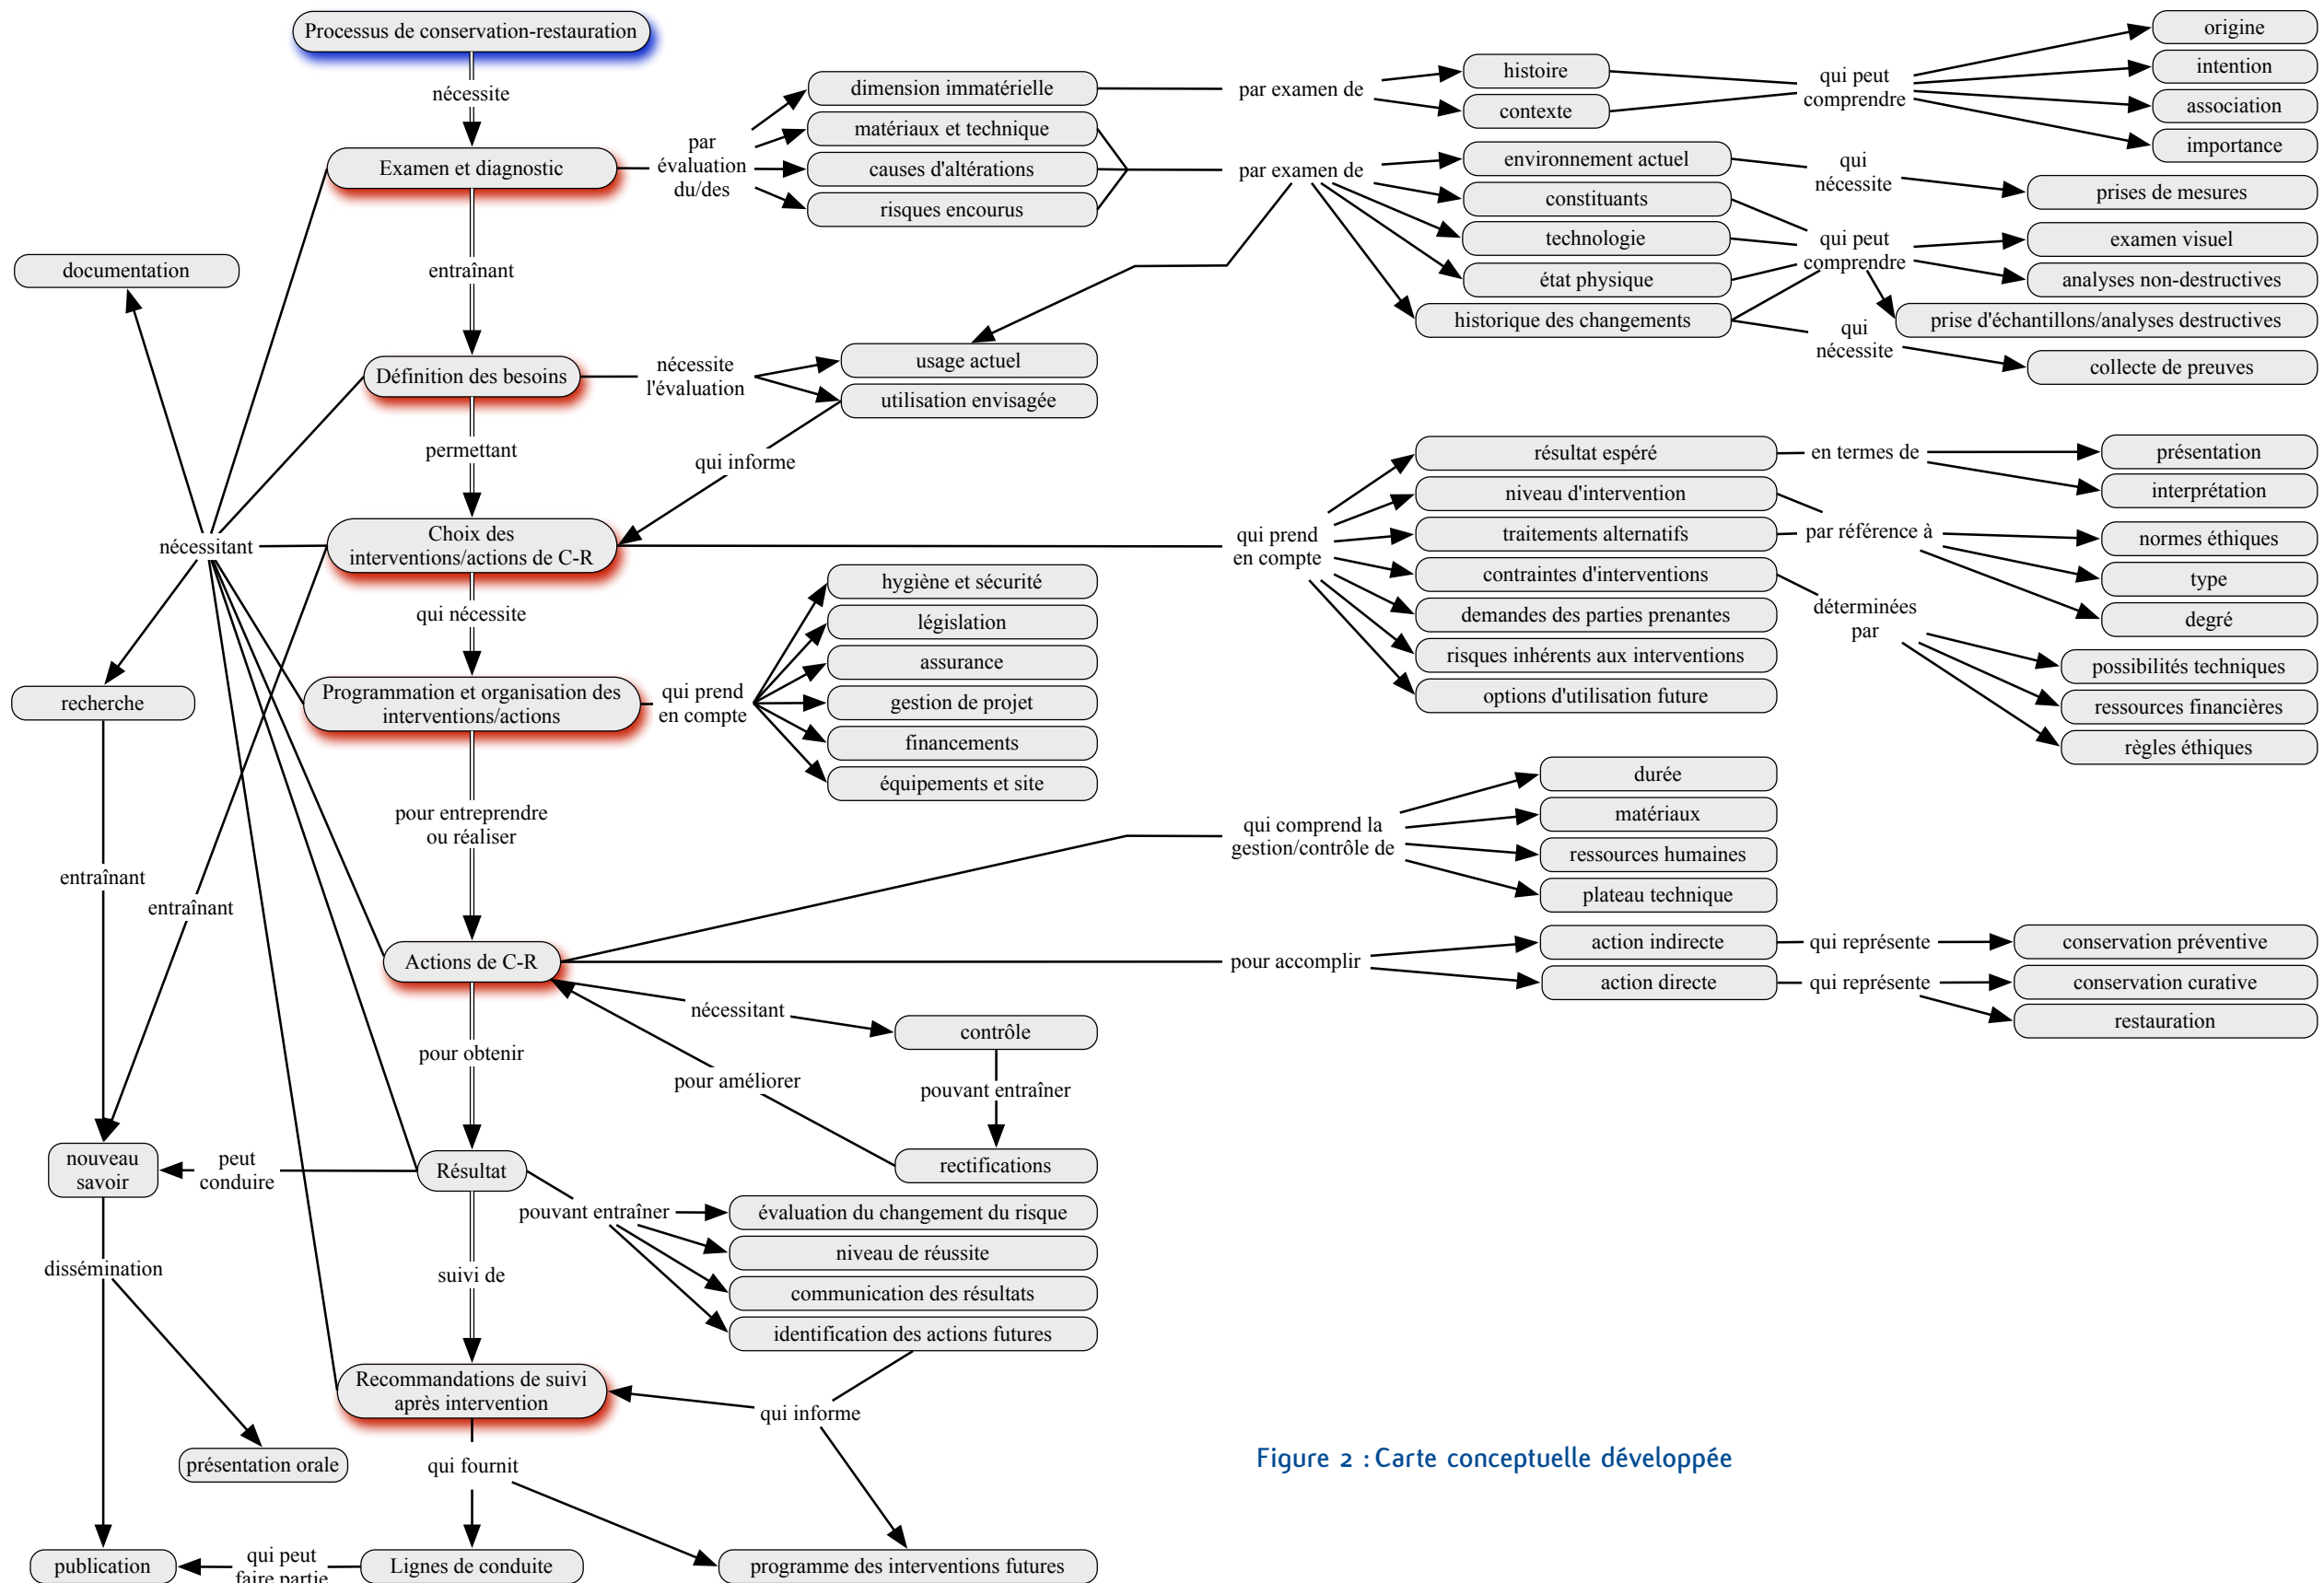 Processus de conservation-restauration
nécessite
Examen et diagnostic
par
évaluation
du/des
dimension immatérielle
matériaux et technique
causes d'altérations
risques encourus
par examen de
histoire
contexte
qui peut
comprendre
origine
intention
association
importance
par examen de
environnement actuel
constituants
technologie
état physique
historique des changements
qui
nécessite
prises de mesures
qui peut
comprendre
examen visuel
analyses non-destructives
prise d'échantillons/analyses destructives
qui
nécessite
collecte de preuves
documentation
entraînant
Définition des besoins
nécessite
l'évaluation
usage actuel
utilisation envisagée
permettant
qui informe
nécessitant
Choix des
interventions/actions de C-R
qui prend
en compte
résultat espéré
niveau d'intervention
traitements alternatifs
contraintes d'interventions
demandes des parties prenantes
risques inhérents aux interventions
options d'utilisation future
en termes de
présentation
interprétation
par référence à
normes éthiques
type
degré
déterminées
par
possibilités techniques
ressources financières
règles éthiques
qui nécessite
recherche
Programmation et organisation des
interventions/actions
qui prend
en compte
hygiène et sécurité
législation
assurance
gestion de projet
financements
équipements et site
pour entreprendre
ou réaliser
entraînant
entraînant
qui comprend la
gestion/contrôle de
durée
matériaux
ressources humaines
plateau technique
Actions de C-R
pour accomplir
action indirecte
action directe
qui représente
qui représente
conservation préventive
conservation curative
restauration
nécessitant
contrôle
pour obtenir
pour améliorer
pouvant entraîner
rectifications
nouveau
savoir
peut
conduire
Résultat
pouvant entraîner
évaluation du changement du risque
niveau de réussite
communication des résultats
identification des actions futures
dissémination
suivi de
Recommandations de suivi
après intervention
qui informe
présentation orale
qui fournit
publication
qui peut
faire partie
Lignes de conduite
programme des interventions futures
Figure 2 : Carte conceptuelle développée